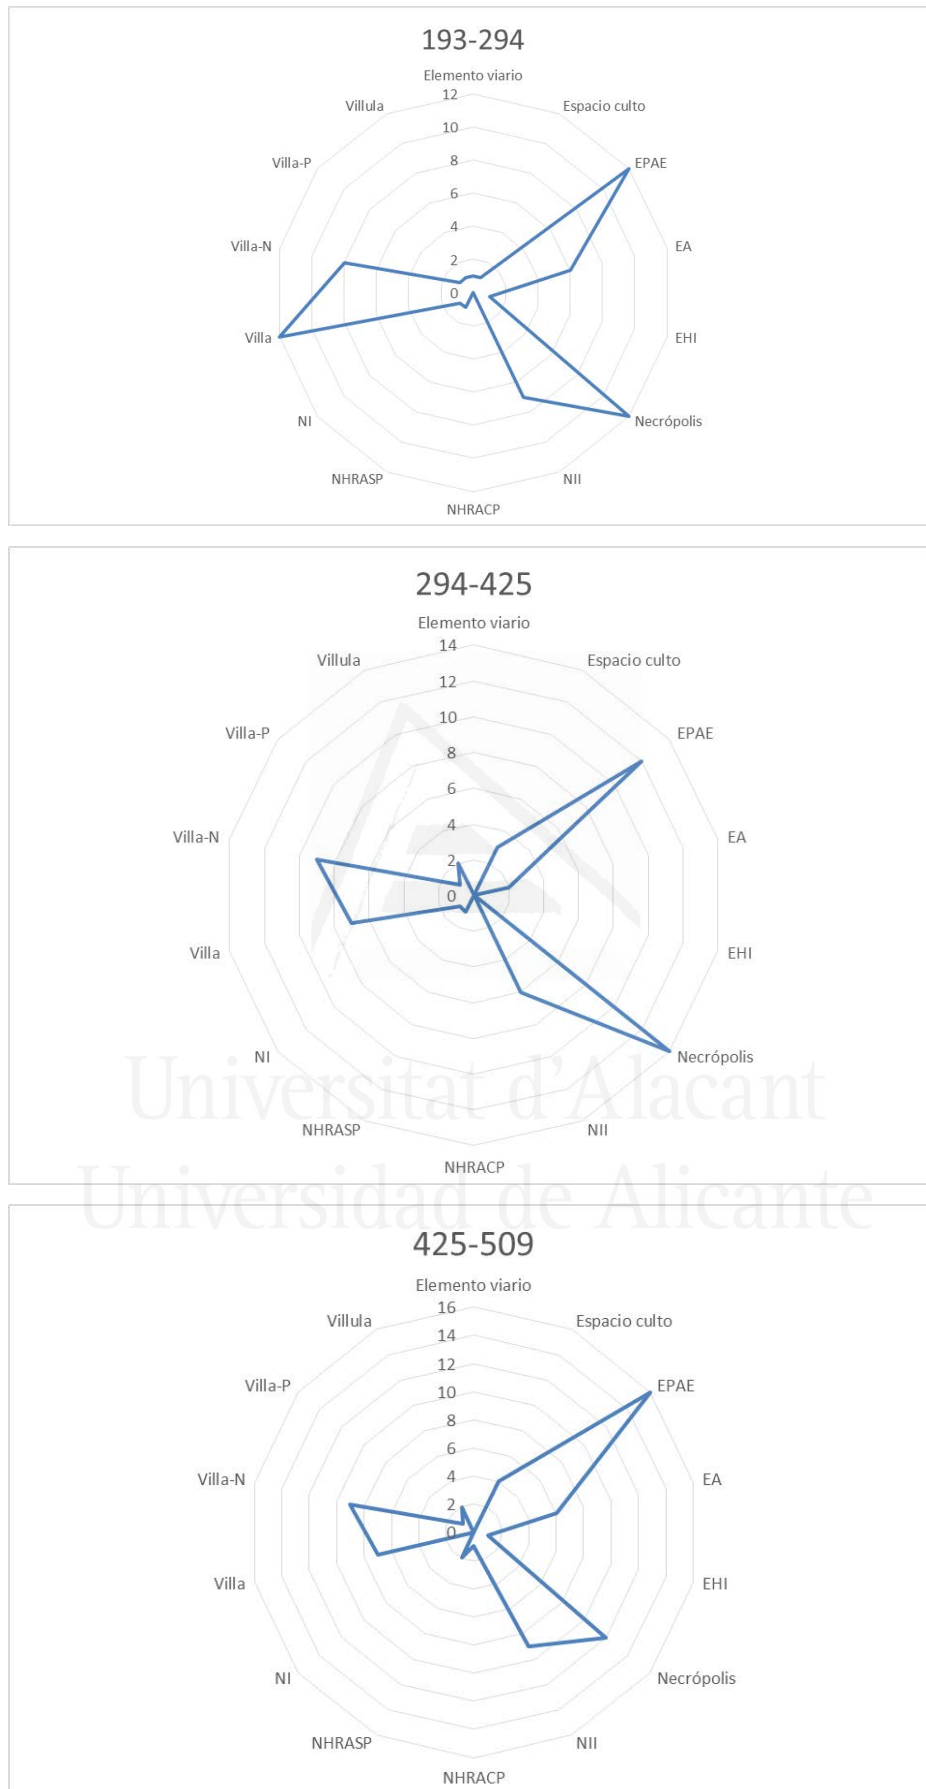 193-294
Elemento viario
12
Villula
Espacio culto
10
Villa-P
8
EPAE
6
4
Villa-N
2
EA
0
Villa
EHI
NI
Necrópolis
NHRASP
NII
NHRACP
294-425
Elemento viario
14
Villula
Espacio culto
12
10
Villa-P
EPAE
8
6
4
Villa-N
EA
2
0
Villa
EHI
NI
Necrópolis
Universitat d'Alacant
NHRASP
NII
NHRACP
Universidad de Alicante
425-509
Elemento viario
16
Villula
Espacio culto
14
12
Villa-P
EPAE
10
8
6
Villa-N
EA
4
2
0
Villa
EHI
NI
Necrópolis
NHRASP
NII
NHRACP